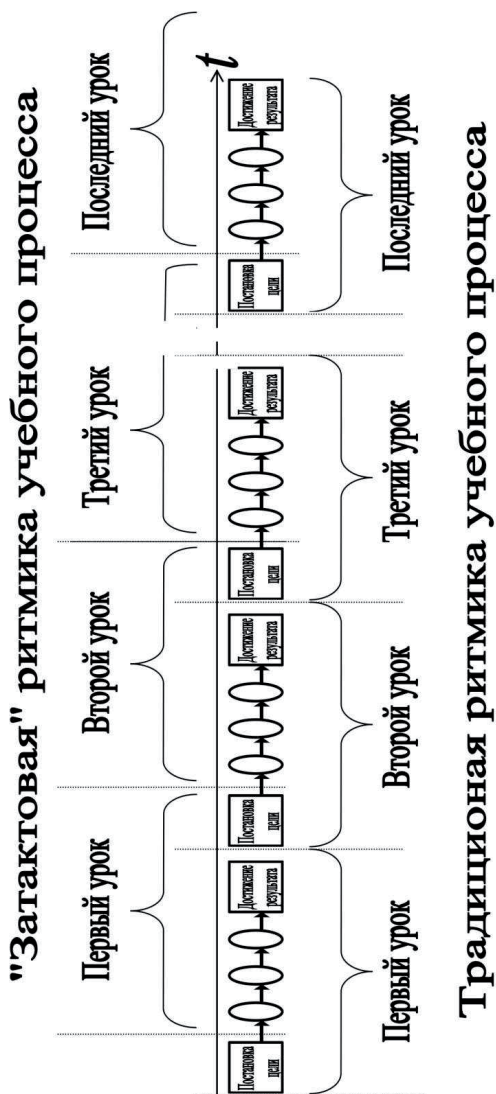 "Затактовая" ритмика учебного процесса
Первый урок
Второй урок
Третий урок
Последний урок
t
Постановка
цели
Достижение
результата
Постановка
цели
Достижение
результата
Постановка
цели
Достижение
результата
Постановка
цели
Достижение
результата
Первый урок
Второй урок
Третий урок
Последний урок
Традиционая ритмика учебного процесса